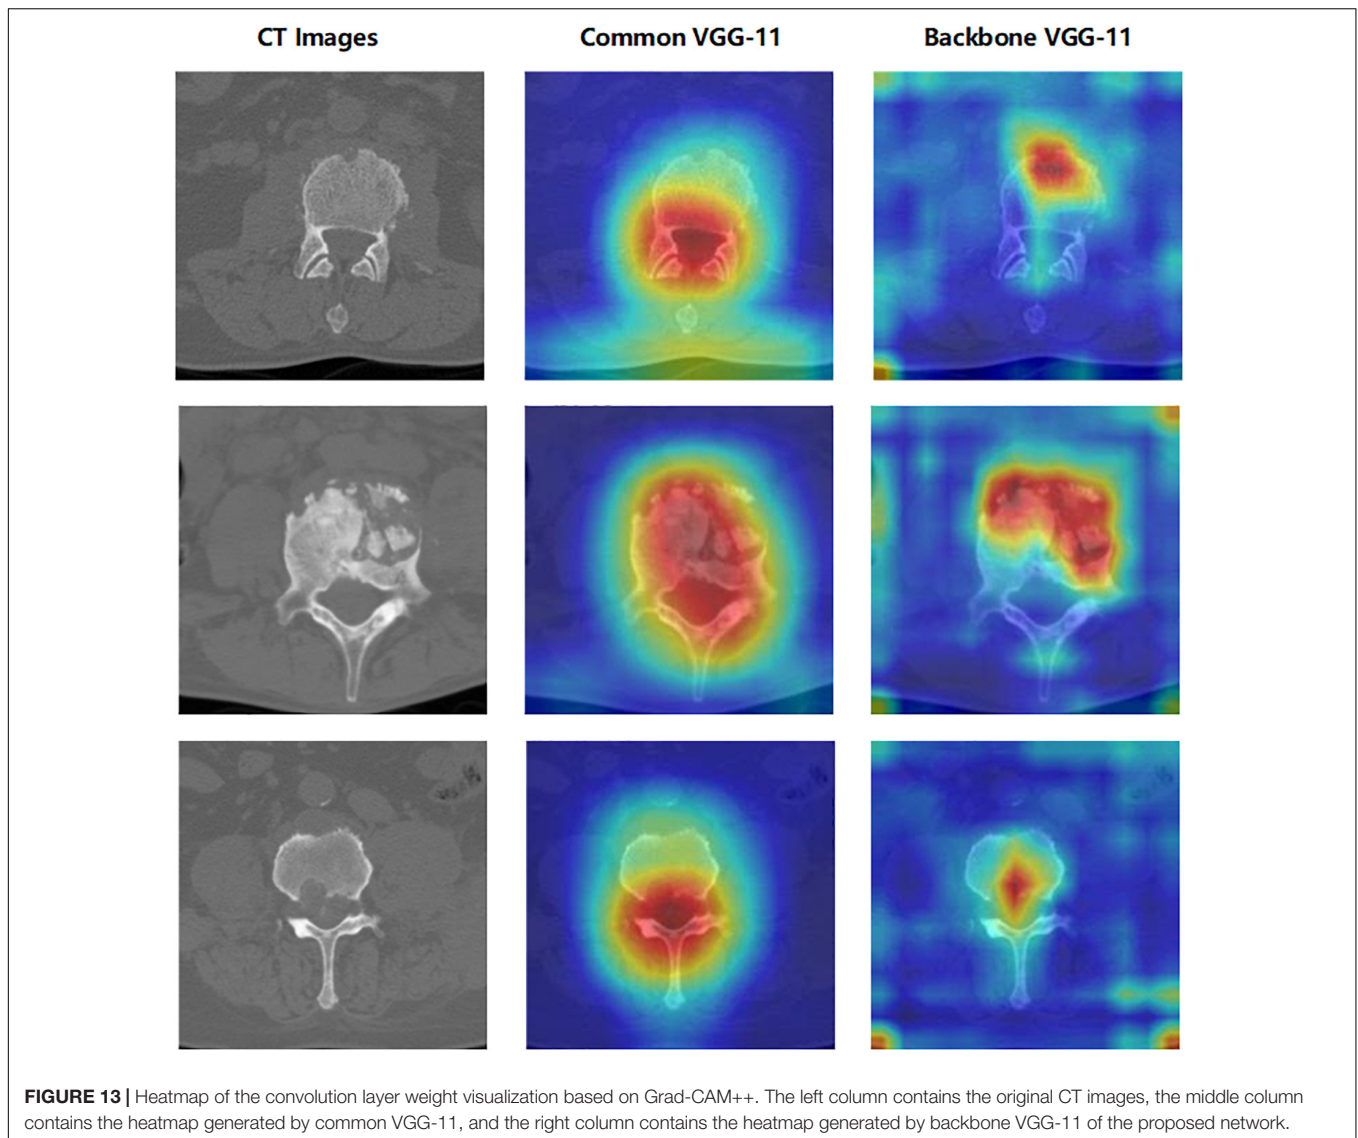 CT Images
Common VGG-11
Backbone VGG-11
FIGURE 13 | Heatmap of the convolution layer weight visualization based on Grad-CAM++. The left column contains the original CT images, the middle column
contains the heatmap generated by common VGG-11, and the right column contains the heatmap generated by backbone VGG-11 of the proposed network.